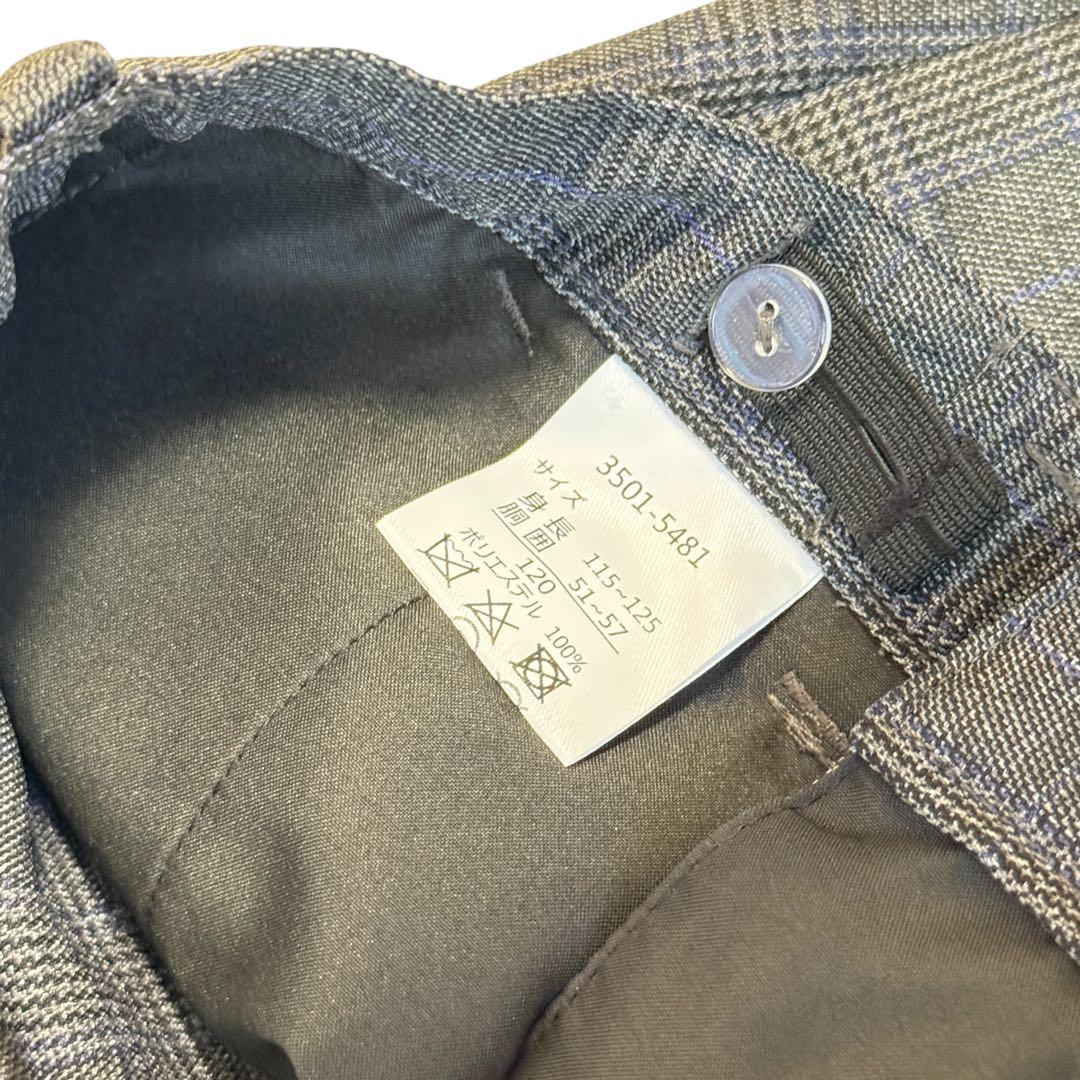 3501-5481
サイズ
身長 115~125
胴囲 51~57
120
ポリエステル 100%